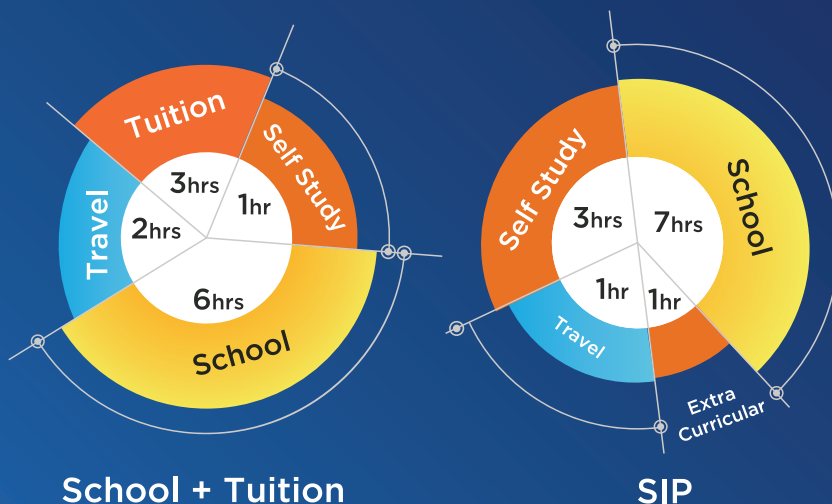 Tuition
3hrs
Self Study
1hr
Travel
2hrs
6hrs
School
School + Tuition
Self Study
3hrs
School
7hrs
1hr
Travel
1hr
Extra
Curricular
SIP